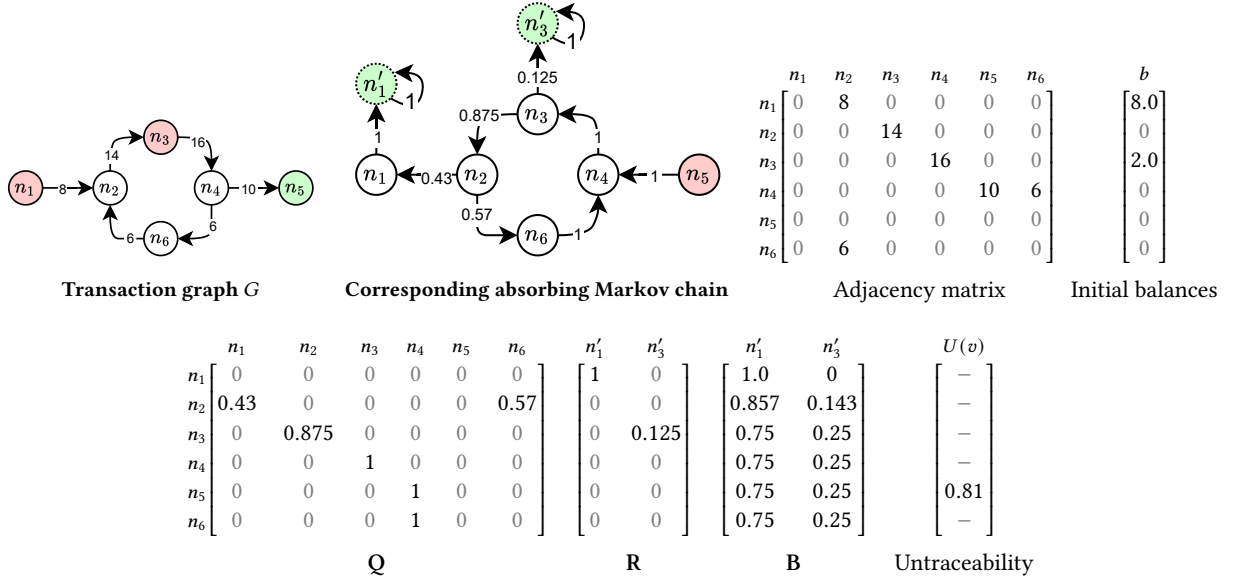 n₁
8
n₂
14
n₃
16
n₄
10
n₅
6
n₆
6
Transaction graph G
n₁′
1
1
n₁
0.43
n₂
0.875
n₃
0.125
n₃′
1
1
n₄
1
n₅
0.57
n₆
1
Corresponding absorbing Markov chain
n₁ n₂ n₃ n₄ n₅ n₆
n₁ 0 8 0 0 0 0
n₂ 0 0 14 0 0 0
n₃ 0 0 0 16 0 0
n₄ 0 0 0 0 10 6
n₅ 0 0 0 0 0 0
n₆ 0 6 0 0 0 0
Adjacency matrix
b
8.0
0
2.0
0
0
0
Initial balances
n₁ n₂ n₃ n₄ n₅ n₆
n₁ 0 0 0 0 0 0
n₂ 0.43 0 0 0 0 0.57
n₃ 0 0.875 0 0 0 0
n₄ 0 0 1 0 0 0
n₅ 0 0 0 1 0 0
n₆ 0 0 0 1 0 0
Q
n₁′ n₃′
1 0
0 0
0 0.125
0 0
0 0
0 0
R
n₁′ n₃′
1.0 0
0.857 0.143
0.75 0.25
0.75 0.25
0.75 0.25
0.75 0.25
B
U(v)
−
−
−
−
0.81
−
Untraceability